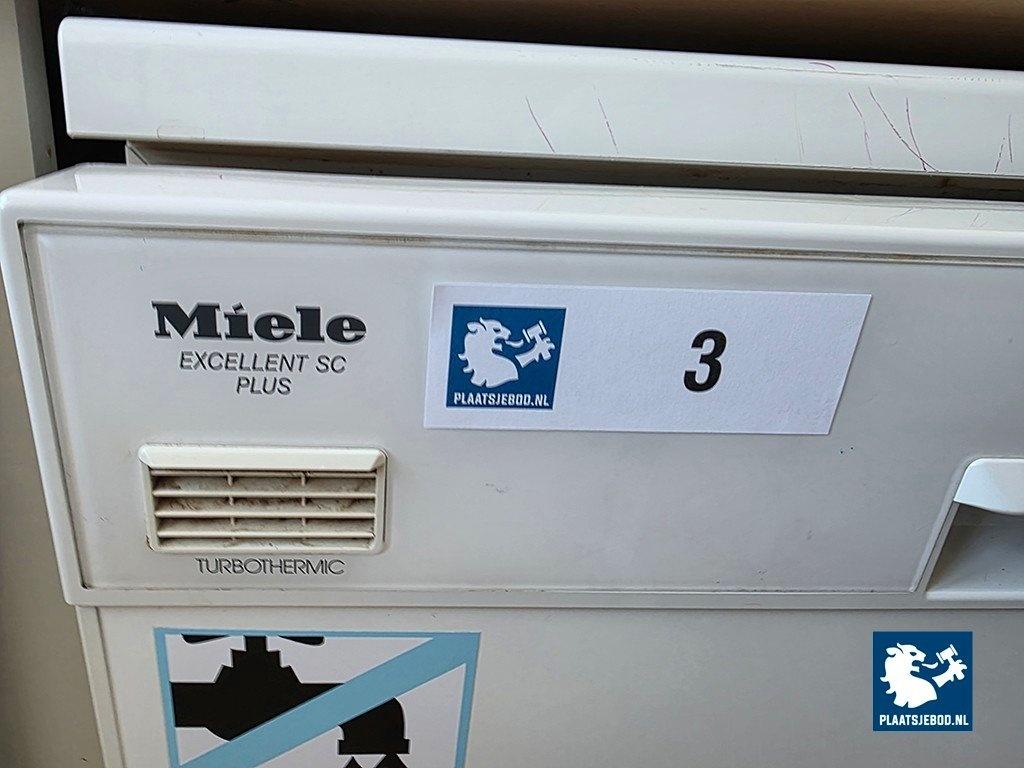 Miele
EXCELLENT SC
PLUS
PLAATSJEBOD.NL
3
TURBOTHERMIC
PLAATSJEBOD.NL